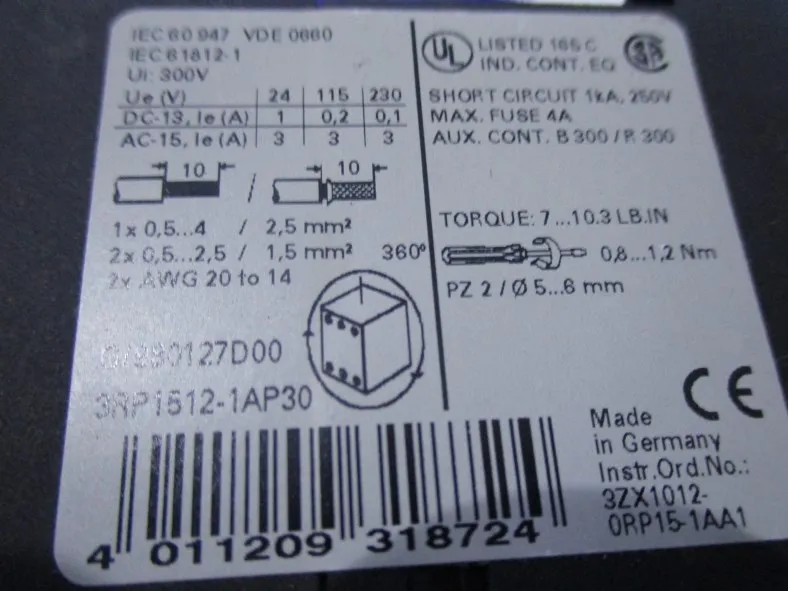 IEC 60 947 VDE 0660
IEC 61812-1
Ui: 300V
Ue (V) 24 115 230
DC-13, Ie (A) 1 0,2 0,1
AC-15, Ie (A) 3 3 3
10 / 10
1 x 0,5...4 / 2,5 mm²
2x 0,5...2,5 / 1,5 mm²
2x AWG 20 to 14
360°
127D00
3RP1512-1AP30
4 011209 318724
UL LISTED 165 C
IND. CONT. EQ
SHORT CIRCUIT 1kA, 250V
MAX. FUSE 4A
AUX. CONT. B 300 / R 300
TORQUE: 7...10.3 LB.IN
0,8...1,2 Nm
PZ 2 / Ø 5...6 mm
CE
Made
in Germany
Instr.Ord.No.:
3ZX1012-
0RP15-1AA1